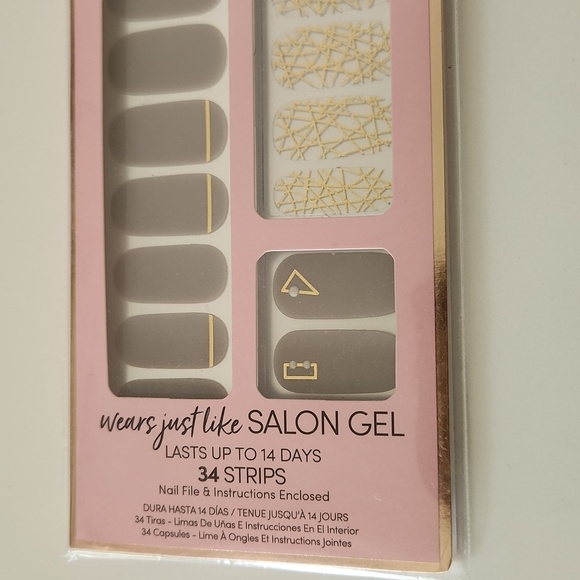 wears just like SALON GEL
LASTS UP TO 14 DAYS
34 STRIPS
Nail File & Instructions Enclosed
DURA HASTA 14 DÍAS / TENUE JUSQU'À 14 JOURS
34 Tiras - Limas De Uñas E Instrucciones En El Interior
34 Capsules - Lime À Ongles Et Instructions Jointes